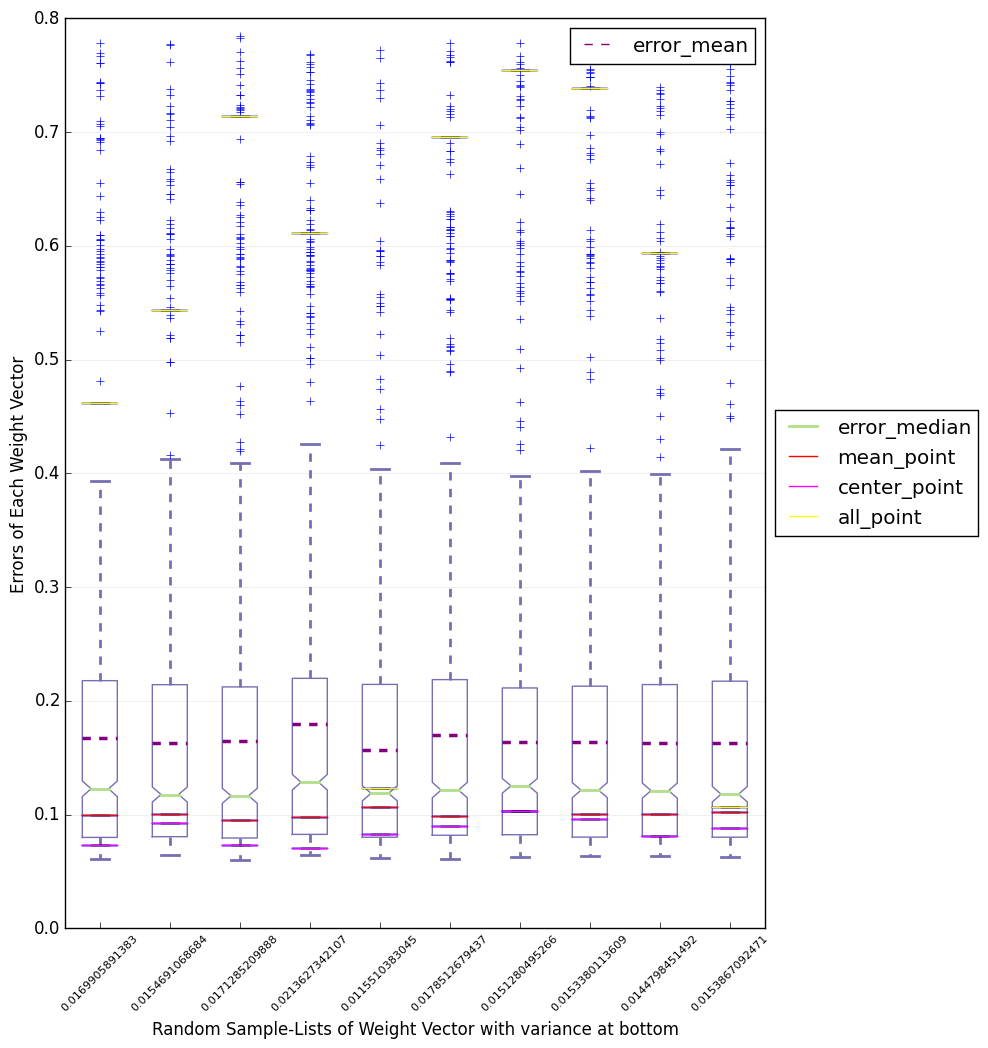 0.8
0.7
0.6
0.5
0.4
0.3
0.2
0.1
0.0
Errors of Each Weight Vector
error_mean
error_median
mean_point
center_point
all_point
0.0169905891383
0.0154691068684
0.0171285209888
0.0213627342107
0.0115510383045
0.0178512679437
0.0151280495266
0.0153380113609
0.0144798451492
0.0153867092471
Random Sample-Lists of Weight Vector with variance at bottom